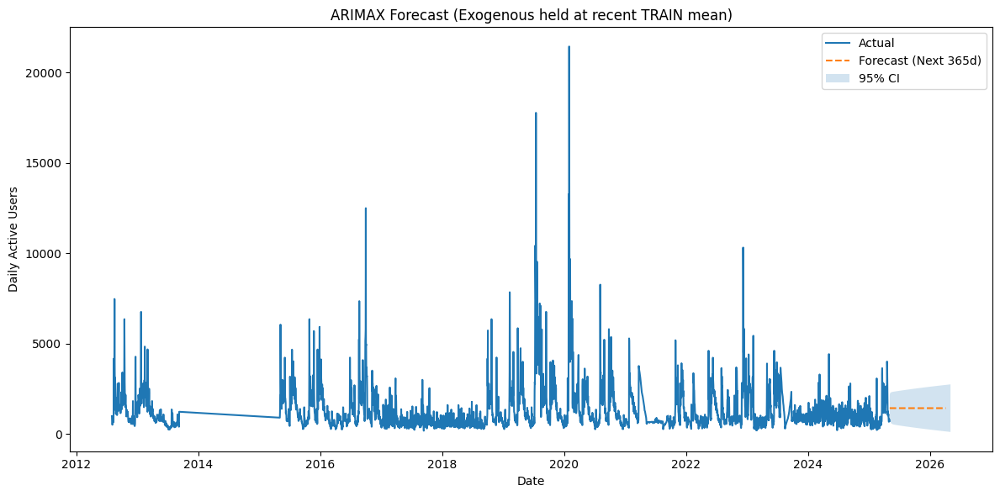 ARIMAX Forecast (Exogenous held at recent TRAIN mean)
Actual
Forecast (Next 365d)
95% CI
Daily Active Users
20000
15000
10000
5000
0
2012
2014
2016
2018
2020
2022
2024
2026
Date